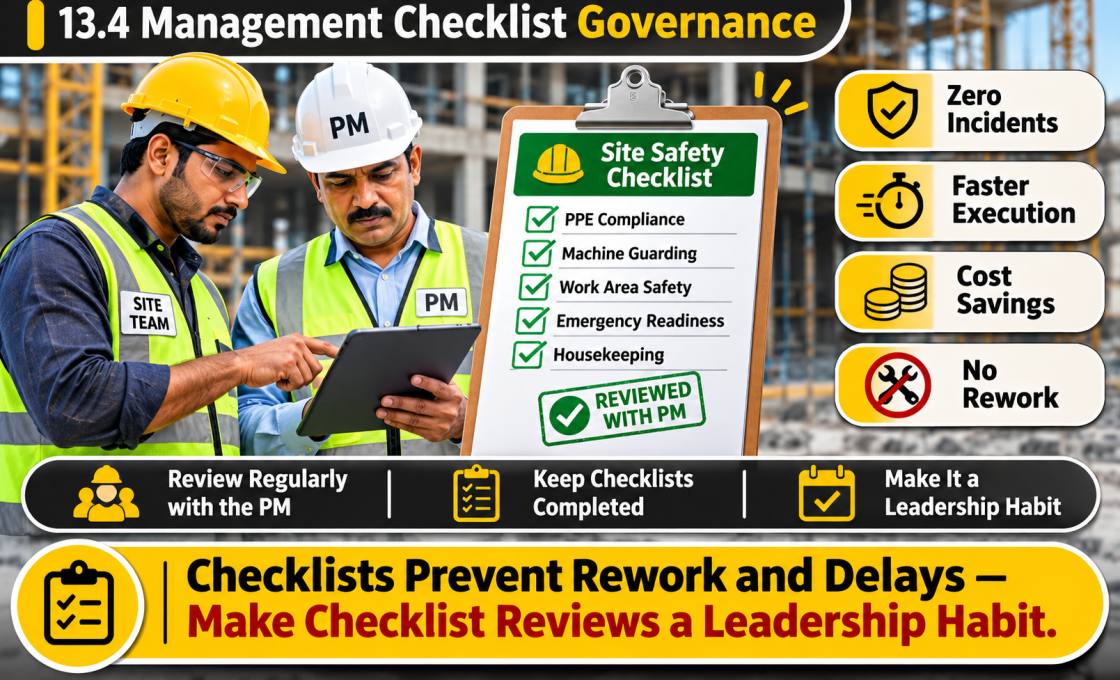 13.4 Management Checklist Governance
PM
SITE
TEAM
PM
Site Safety
Checklist
PPE Compliance
Machine Guarding
Work Area Safety
Emergency Readiness
Housekeeping
REVIEWED
WITH PM
Zero
Incidents
Faster
Execution
Cost
Savings
No
Rework
Review Regularly
with the PM
Keep Checklists
Completed
Make It a
Leadership Habit
Checklists Prevent Rework and Delays —
Make Checklist Reviews a Leadership Habit.